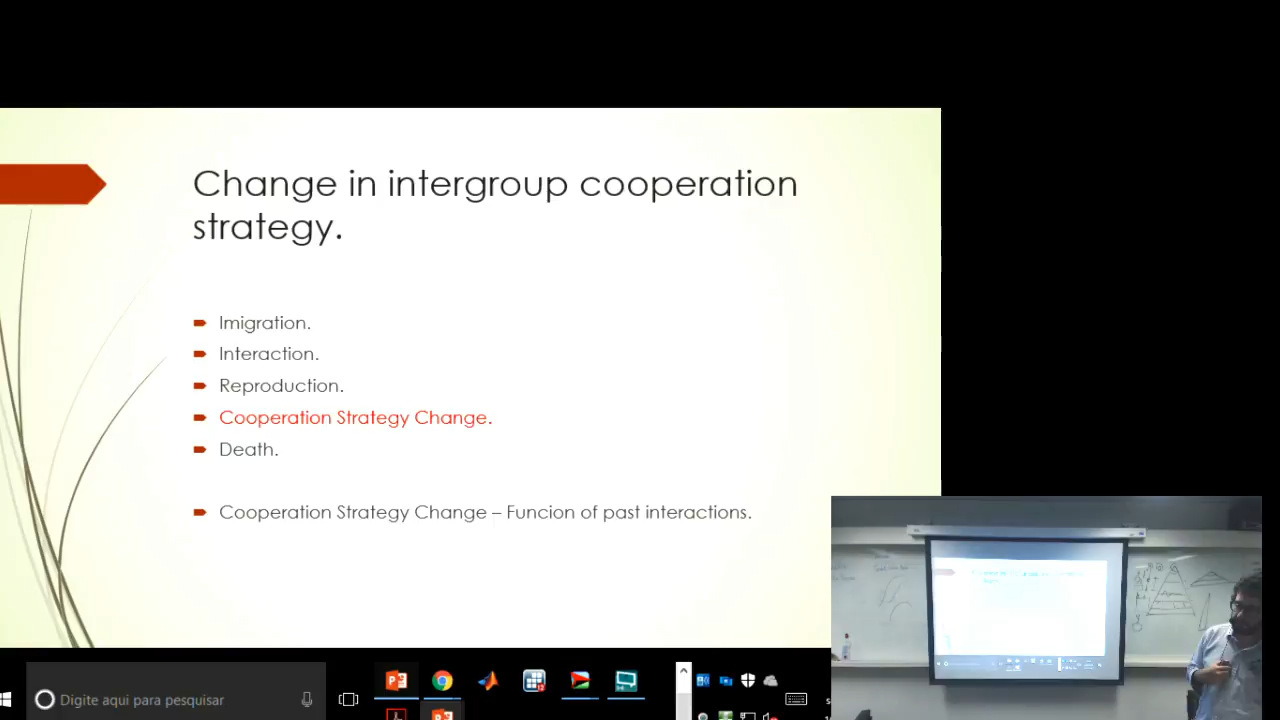 Change in intergroup cooperation
strategy.
Imigration.
Interaction.
Reproduction.
Cooperation Strategy Change.
Death.
Cooperation Strategy Change – Funcion of past interactions.
Digite aqui para pesquisar